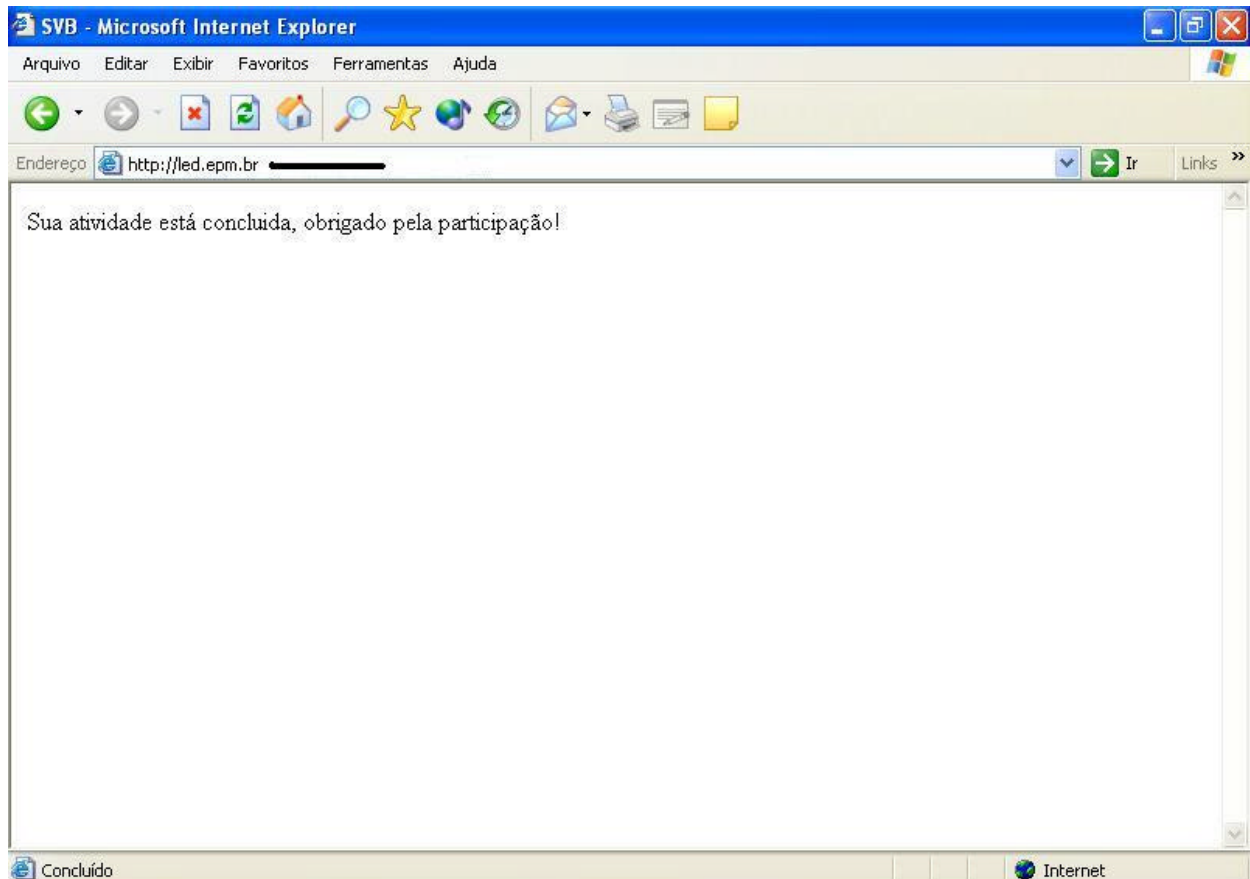 SVB - Microsoft Internet Explorer
Arquivo Editar Exibir Favoritos Ferramentas Ajuda
Endereço http://led.epm.br Ir Links »
Sua atividade está concluida, obrigado pela participação!
Concluído Internet